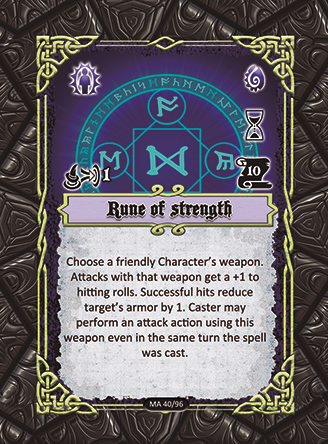 1
10
Rune of strength
Choose a friendly Character's weapon.
Attacks with that weapon get a +1 to
hitting rolls. Successful hits reduce
target's armor by 1. Caster may
perform an attack action using this
weapon even in the same turn the spell
was cast.
MA 40/96